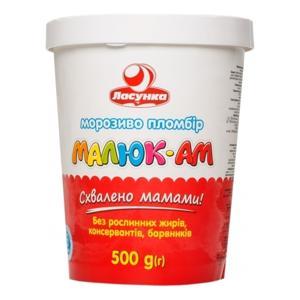 Ласунка
морозиво пломбір
МАЛЮК-АМ
Схвалено мамами!
Без рослинних жирів,
консервантів, барвників
500 g(г)